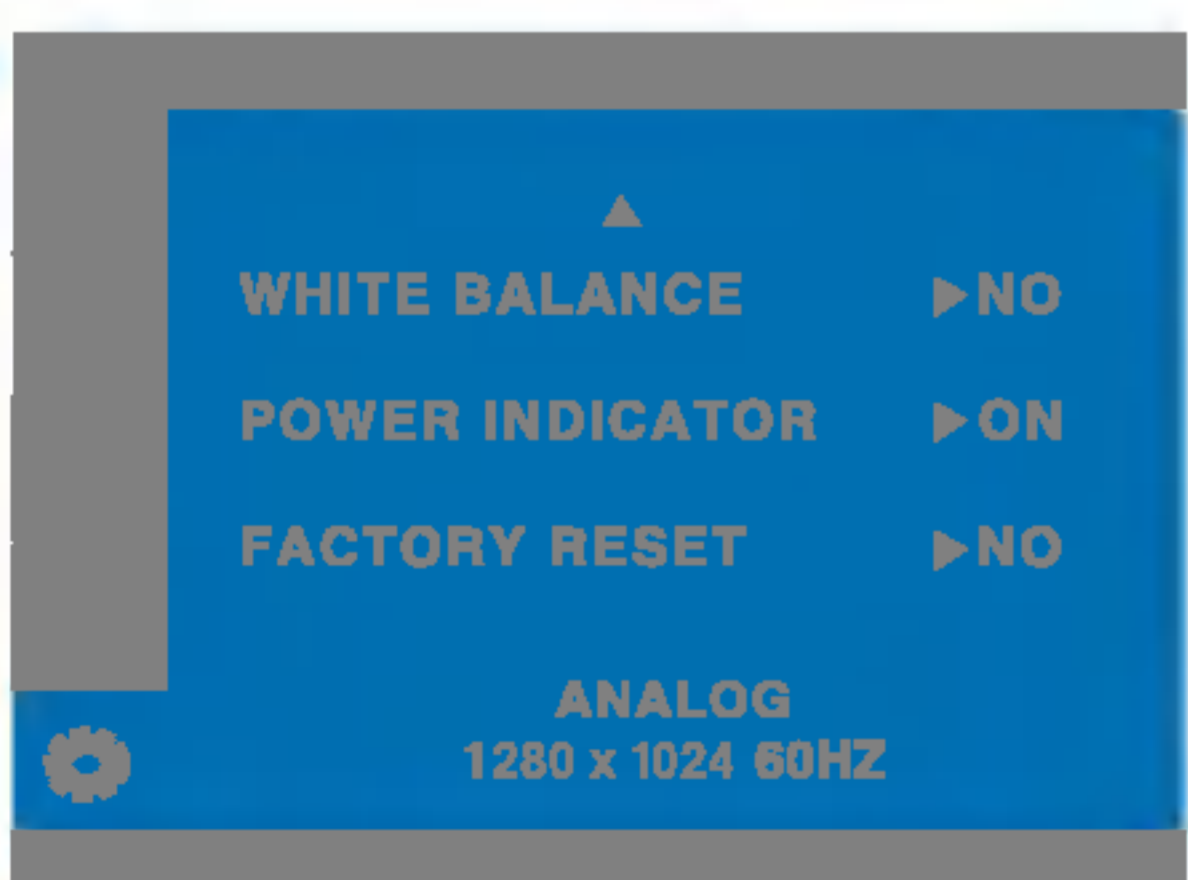 WHITE BALANCE ▶NO
POWER INDICATOR ▶ON
FACTORY RESET ▶NO
ANALOG
1280 x 1024 60HZ